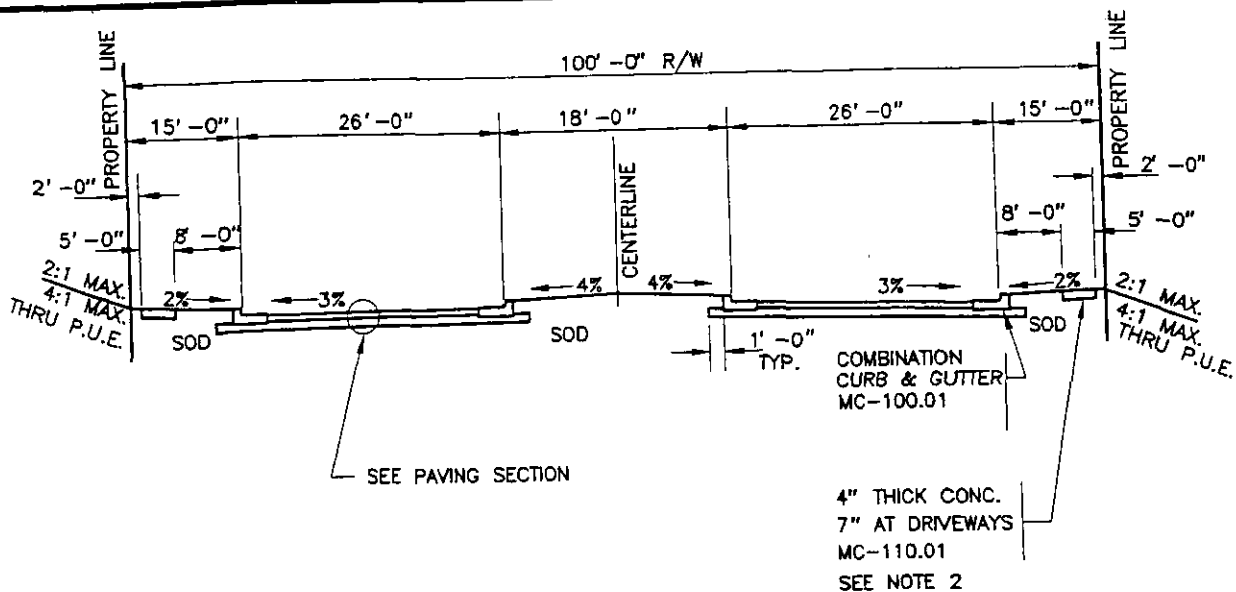 100'-0" R/W
PROPERTY LINE
PROPERTY LINE
15'-0"
26'-0"
18'-0"
26'-0"
15'-0"
2'-0"
2'-0"
CENTERLINE
5'-0"
8'-0"
8'-0"
5'-0"
2:1 MAX.
4:1 MAX.
THRU P.U.E.
2%
3%
4%
4%
3%
2%
2:1 MAX.
4:1 MAX.
THRU P.U.E.
SOD
SOD
SOD
1'-0"
TYP.
COMBINATION
CURB & GUTTER
MC-100.01
SEE PAVING SECTION
4" THICK CONC.
7" AT DRIVEWAYS
MC-110.01
SEE NOTE 2